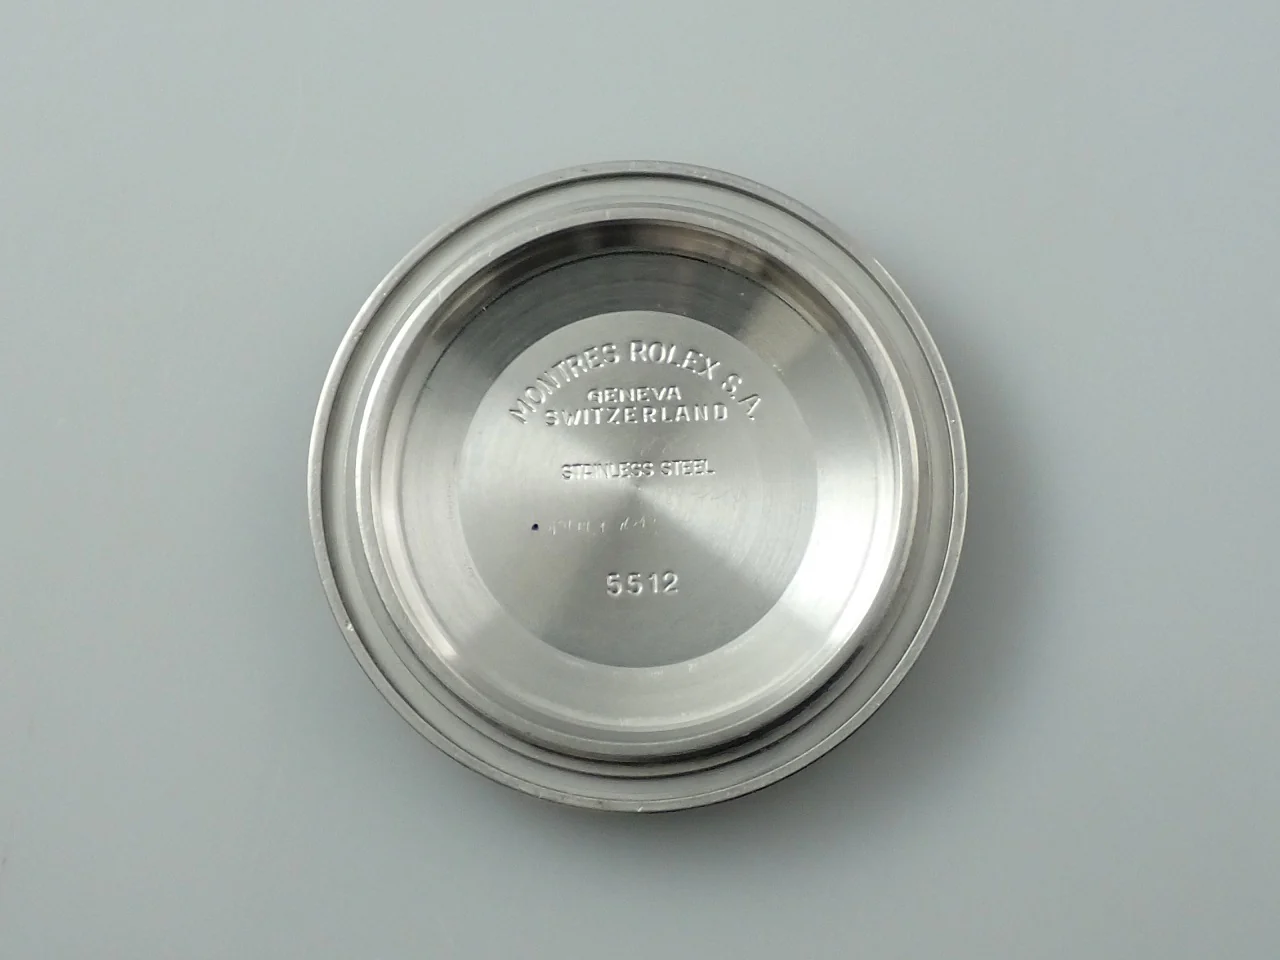 MONTRES ROLEX S.A.
GENEVA
SWITZERLAND
STAINLESS STEEL
5512